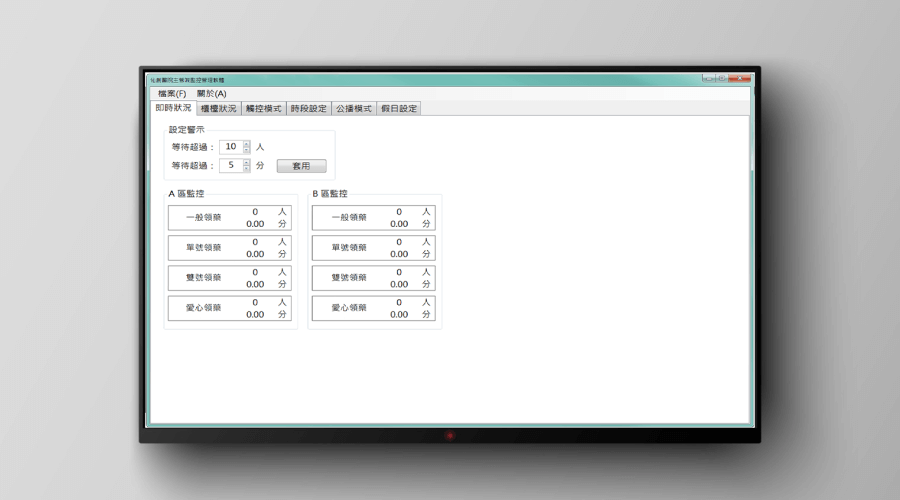 檔案(F) 關於(A)
即時狀況 櫃檯狀況 觸控模式 時段設定 公播模式 假日設定
設定警示
等待超過： 10 人
等待超過： 5 分 套用
A 區監控
一般領藥 0 人
0.00 分
單號領藥 0 人
0.00 分
雙號領藥 0 人
0.00 分
愛心領藥 0 人
0.00 分
B 區監控
一般領藥 0 人
0.00 分
單號領藥 0 人
0.00 分
雙號領藥 0 人
0.00 分
愛心領藥 0 人
0.00 分